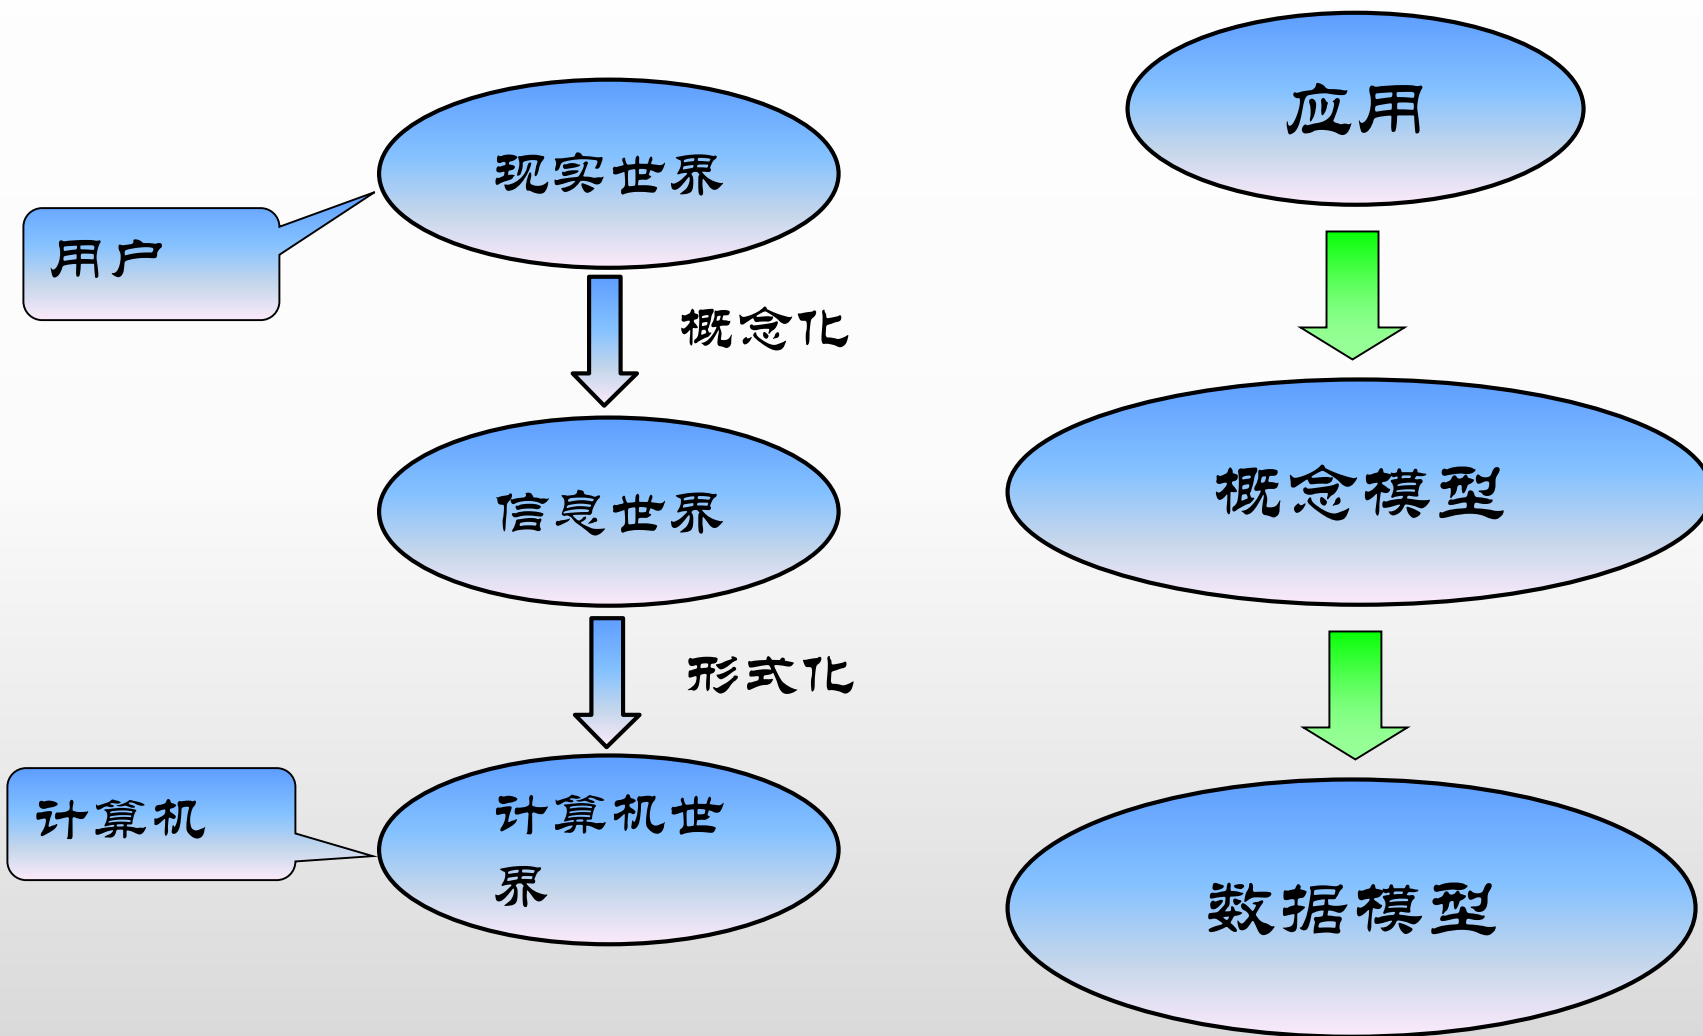 现实世界
用户
概念化
信息世界
形式化
计算机
计算机世
界
应用
概念模型
数据模型